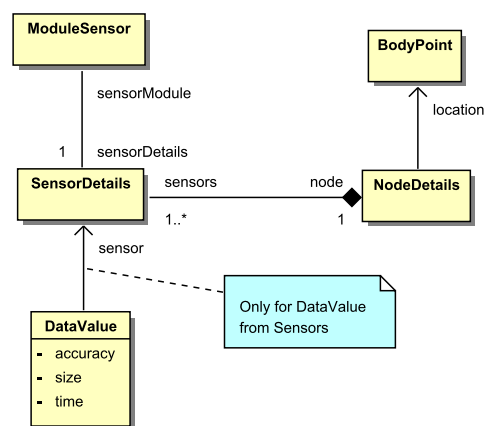 ModuleSensor
BodyPoint
sensorModule
location
1 sensorDetails
SensorDetails
sensors
node
NodeDetails
1..*
1
sensor
Only for DataValue
from Sensors
DataValue
- accuracy
- size
- time